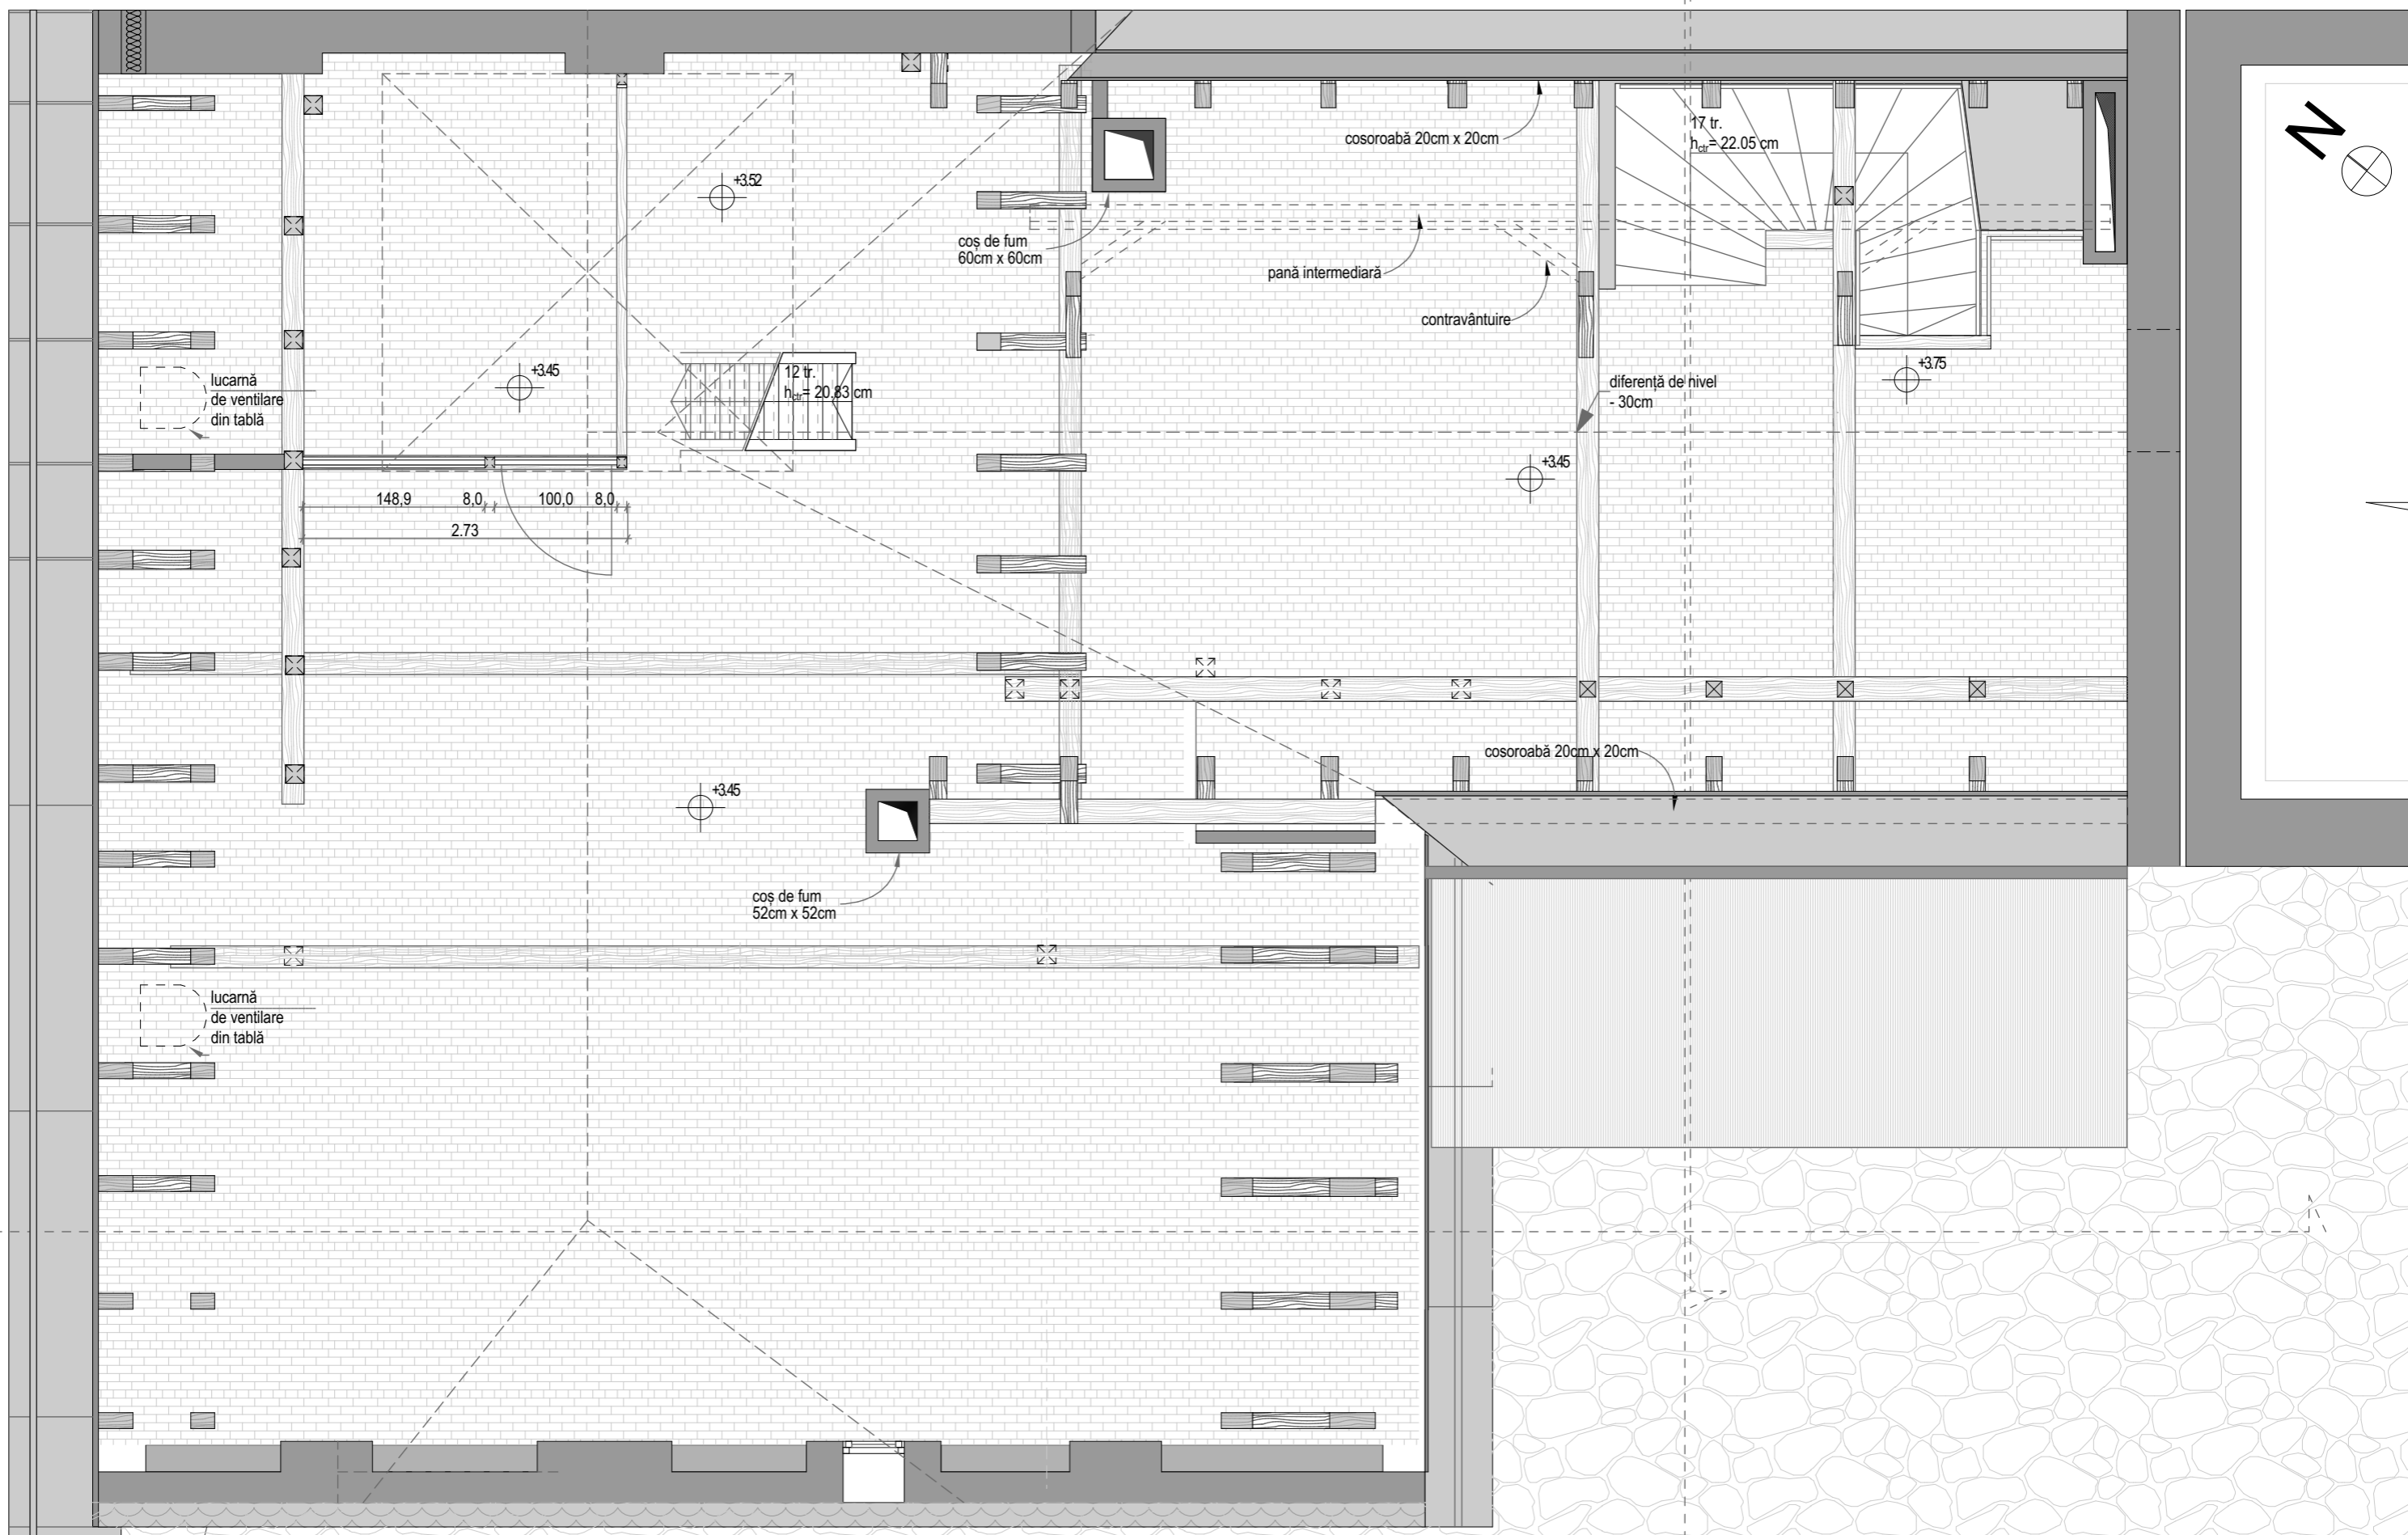 N
17 tr.
hctr= 22.05 cm
cosoroabă 20cm x 20cm
+3.52
coș de fum
60cm x 60cm
pană intermediară
contravântuire
+3.45
12 tr.
hctr= 20.83 cm
+3.75
lucarnă
de ventilare
din tablă
diferență de nivel
- 30cm
+3.45
148,9
8,0
100,0
8,0
2.73
cosoroabă 20cm x 20cm
+3.45
coș de fum
52cm x 52cm
lucarnă
de ventilare
din tablă